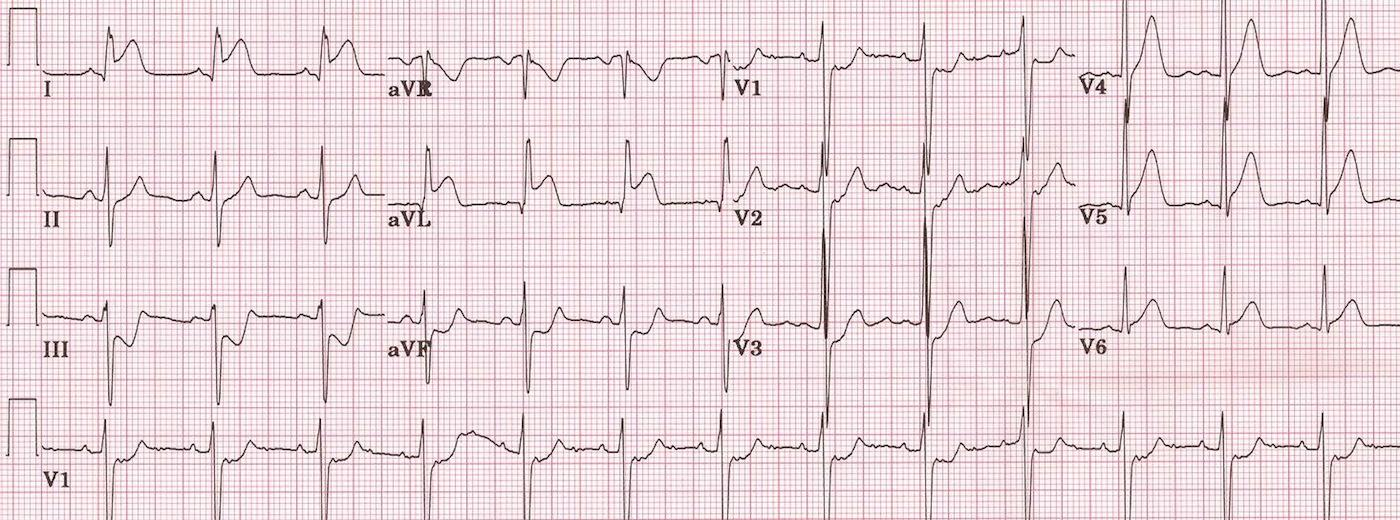 I aVR V1 V4
II aVL V2 V5
III aVF V3 V6
V1